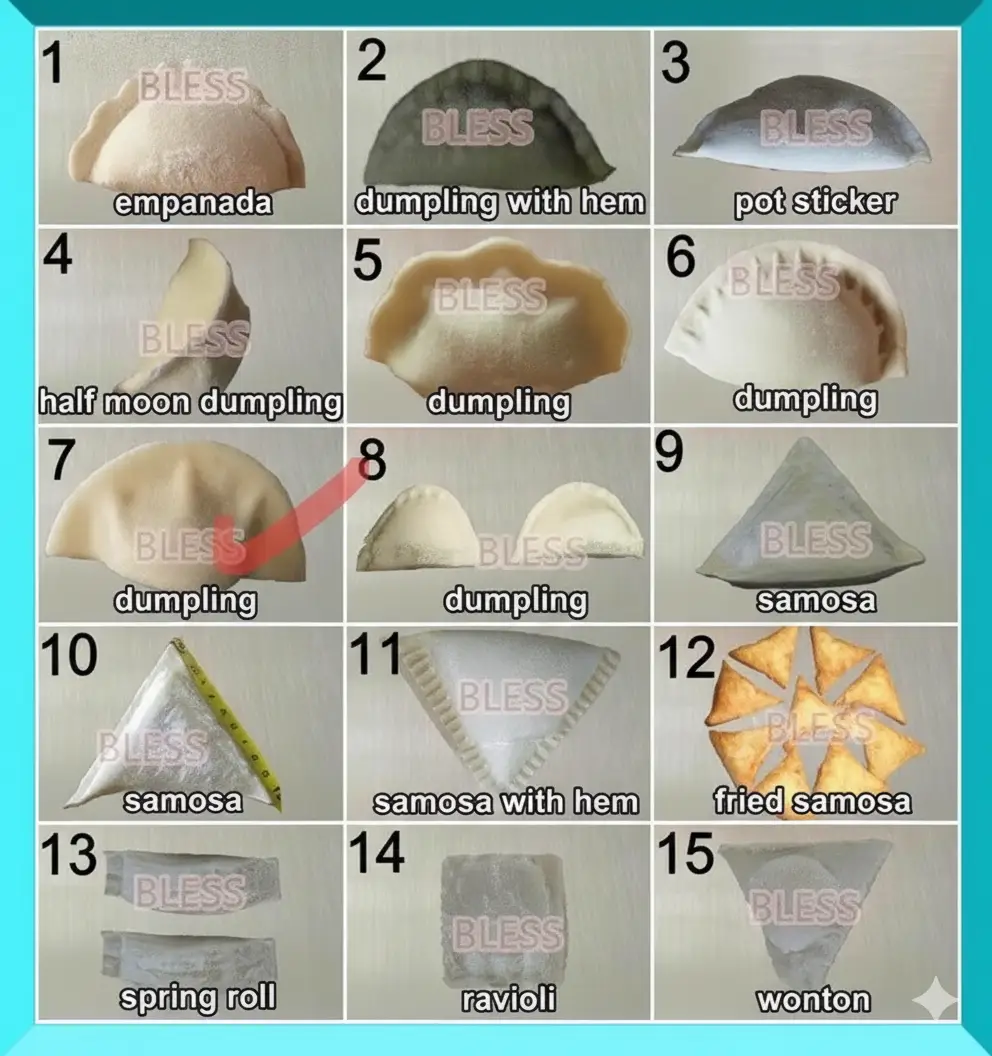 1
BLESS
empanada
2
BLESS
dumpling with hem
3
BLESS
pot sticker
4
BLESS
half moon dumpling
5
BLESS
dumpling
6
BLESS
dumpling
7
BLESS
dumpling
8
BLESS
dumpling
9
BLESS
samosa
10
BLESS
samosa
11
BLESS
samosa with hem
12
BLESS
fried samosa
13
BLESS
spring roll
14
BLESS
ravioli
15
BLESS
wonton